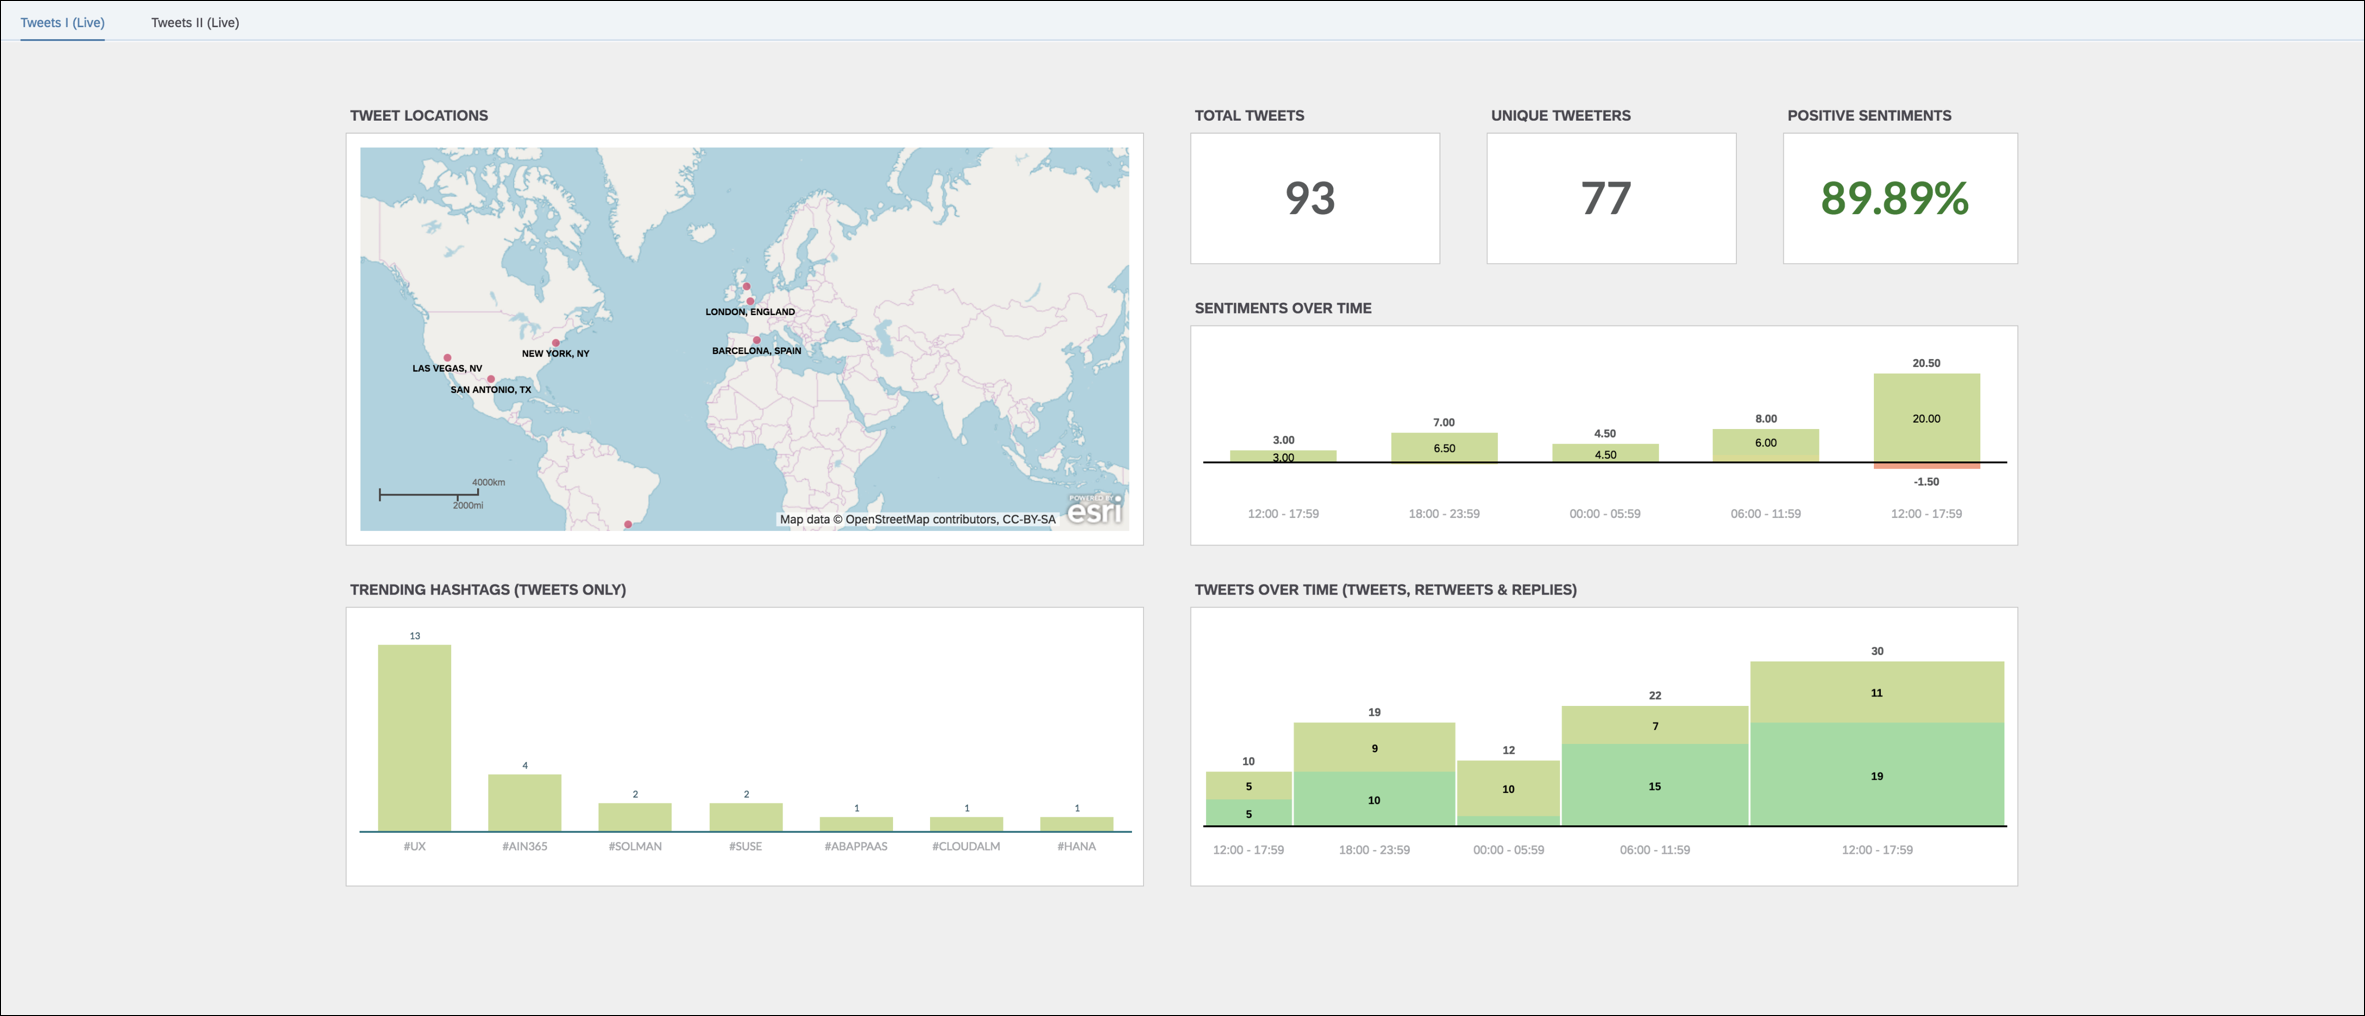 Tweets I (Live)
Tweets II (Live)
TWEET LOCATIONS
LONDON, ENGLAND
BARCELONA, SPAIN
NEW YORK, NY
LAS VEGAS, NV
SAN ANTONIO, TX
4000km
2000mi
Map data © OpenStreetMap contributors, CC-BY-SA
POWERED BY
esri
TOTAL TWEETS
93
UNIQUE TWEETERS
77
POSITIVE SENTIMENTS
89.89%
SENTIMENTS OVER TIME
3.00
3.00
7.00
6.50
4.50
4.50
8.00
6.00
20.50
20.00
-1.50
12:00 - 17:59
18:00 - 23:59
00:00 - 05:59
06:00 - 11:59
12:00 - 17:59
TRENDING HASHTAGS (TWEETS ONLY)
13
4
2
2
1
1
1
#UX
#AIN365
#SOLMAN
#SUSE
#ABAPPAAS
#CLOUDALM
#HANA
TWEETS OVER TIME (TWEETS, RETWEETS & REPLIES)
10
5
5
19
9
10
12
10
22
7
15
30
11
19
12:00 - 17:59
18:00 - 23:59
00:00 - 05:59
06:00 - 11:59
12:00 - 17:59